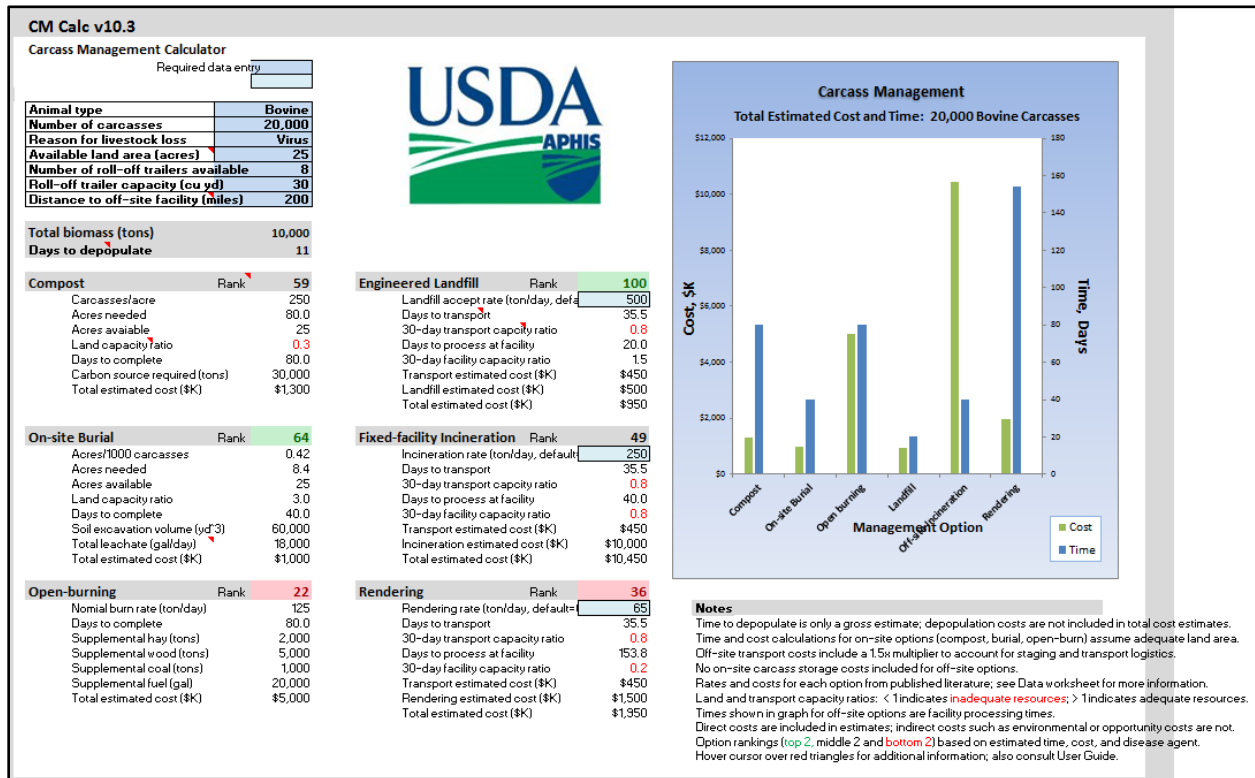 CM Calc v10.3
Carcass Management Calculator
Required data entry
Animal type Bovine
Number of carcasses 20,000
Reason for livestock loss Virus
Available land area (acres) 25
Number of roll-off trailers available 8
Roll-off trailer capacity (cu yd) 30
Distance to off-site facility (miles) 200
Total biomass (tons) 10,000
Days to depopulate 11
USDA
APHIS
Compost Rank 59
Carcasses/acre 250
Acres needed 80.0
Acres avaiable 25
Land capacity ratio 0.3
Days to complete 80.0
Carbon source required (tons) 30,000
Total estimated cost ($K) $1,300
On-site Burial Rank 64
Acres/1000 carcasses 0.42
Acres needed 8.4
Acres available 25
Land capacity ratio 3.0
Days to complete 40.0
Soil excavation volume (yd^3) 60,000
Total leachate (gal/day) 18,000
Total estimated cost ($K) $1,000
Open-burning Rank 22
Nomial burn rate (ton/day) 125
Days to complete 80.0
Supplemental hay (tons) 2,000
Supplemental wood (tons) 5,000
Supplemental coal (tons) 1,000
Supplemental fuel (gal) 20,000
Total estimated cost ($K) $5,000
Engineered Landfill Rank 100
Landfill accept rate (ton/day, defa 500
Days to transport 35.5
30-day transport capcity ratio 0.8
Days to process at facility 20.0
30-day facility capacity ratio 1.5
Transport estimated cost ($K) $450
Landfill estimated cost ($K) $500
Total estimated cost ($K) $950
Fixed-facility Incineration Rank 49
Incineration rate (ton/day, default 250
Days to transport 35.5
30-day transport capcity ratio 0.8
Days to process at facility 40.0
30-day facility capacity ratio 0.8
Transport estimated cost ($K) $450
Incineration estimated cost ($K) $10,000
Total estimated cost ($K) $10,450
Rendering Rank 36
Rendering rate (ton/day, default= 65
Days to transport 35.5
30-day transport capacity ratio 0.8
Days to process at facility 153.8
30-day facility capacity ratio 0.2
Transport estimated cost ($K) $450
Rendering estimated cost ($K) $1,500
Total estimated cost ($K) $1,950
Carcass Management
Total Estimated Cost and Time: 20,000 Bovine Carcasses
Cost, $K
$12,000
$10,000
$8,000
$6,000
$4,000
$2,000
$0
180
160
140
120
100
80
60
40
20
0
Time, Days
Compost
On-site Burial
Open burning
Landfill
Off-site Incineration
Rendering
Management Option
Cost
Time
Notes
Time to depopulate is only a gross estimate; depopulation costs are not included in total cost estimates.
Time and cost calculations for on-site options (compost, burial, open-burn) assume adequate land area.
Off-site transport costs include a 1.5x multiplier to account for staging and transport logistics.
No on-site carcass storage costs included for off-site options.
Rates and costs for each option from published literature; see Data worksheet for more information.
Land and transport capacity ratios: < 1 indicates inadequate resources; > 1 indicates adequate resources.
Times shown in graph for off-site options are facility processing times.
Direct costs are included in estimates; indirect costs such as environmental or opportunity costs are not.
Option rankings (top 2, middle 2 and bottom 2) based on estimated time, cost, and disease agent.
Hover cursor over red triangles for additional information; also consult User Guide.